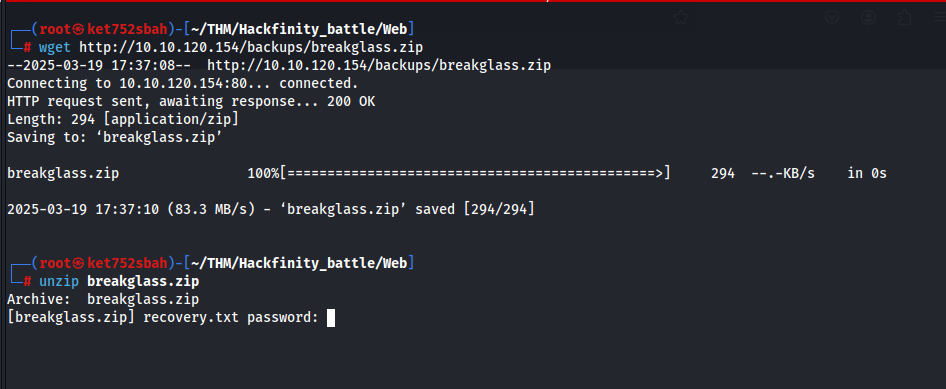 (root㉿ket752sbah)-[~/THM/Hackfinity_battle/Web]
# wget http://10.10.120.154/backups/breakglass.zip
--2025-03-19 17:37:08--  http://10.10.120.154/backups/breakglass.zip
Connecting to 10.10.120.154:80... connected.
HTTP request sent, awaiting response... 200 OK
Length: 294 [application/zip]
Saving to: ‘breakglass.zip’
breakglass.zip 100%[==============================================>] 294 --.-KB/s in 0s
2025-03-19 17:37:10 (83.3 MB/s) - ‘breakglass.zip’ saved [294/294]
(root㉿ket752sbah)-[~/THM/Hackfinity_battle/Web]
# unzip breakglass.zip
Archive:  breakglass.zip
[breakglass.zip] recovery.txt password: